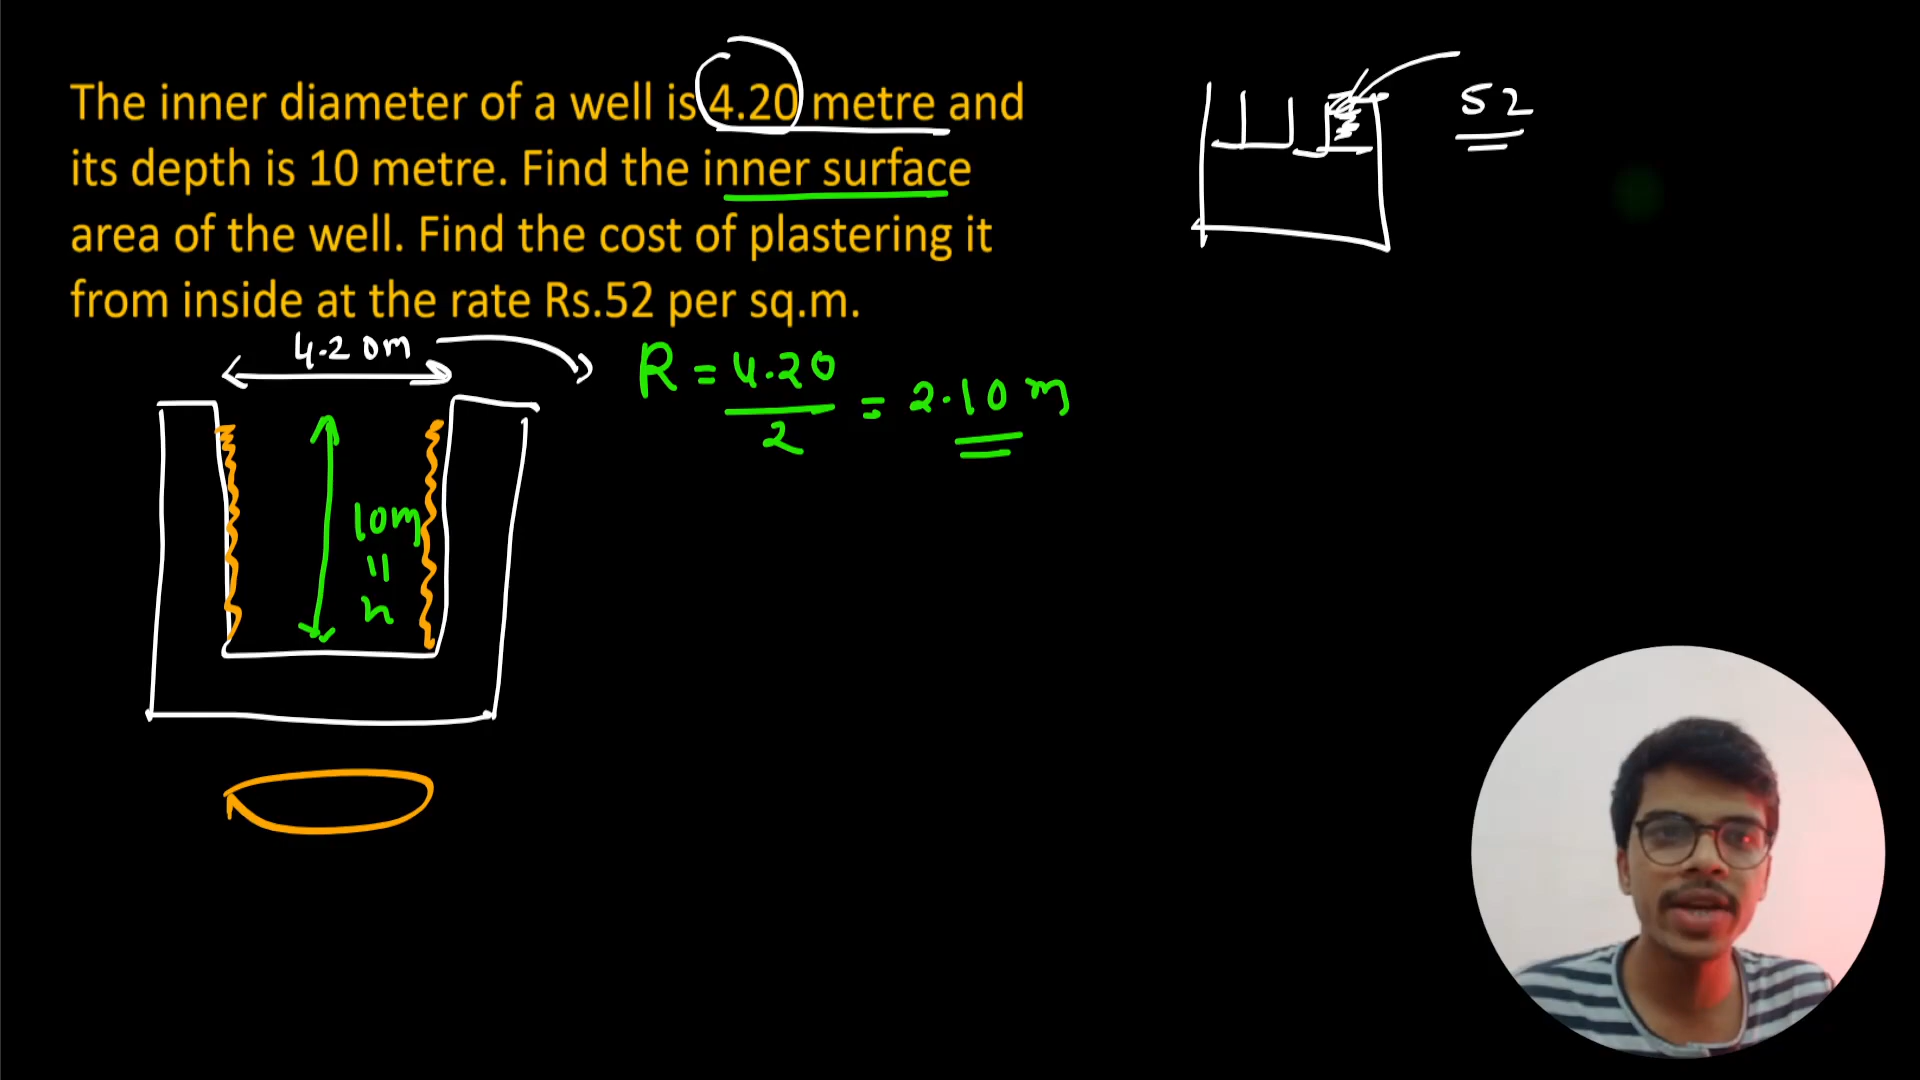 The inner diameter of a well is 4.20 metre and
its depth is 10 metre. Find the inner surface
area of the well. Find the cost of plastering it
from inside at the rate Rs.52 per sq.m.
52
4.20m
R = 4.20/2 = 2.10 m
10m
=
h